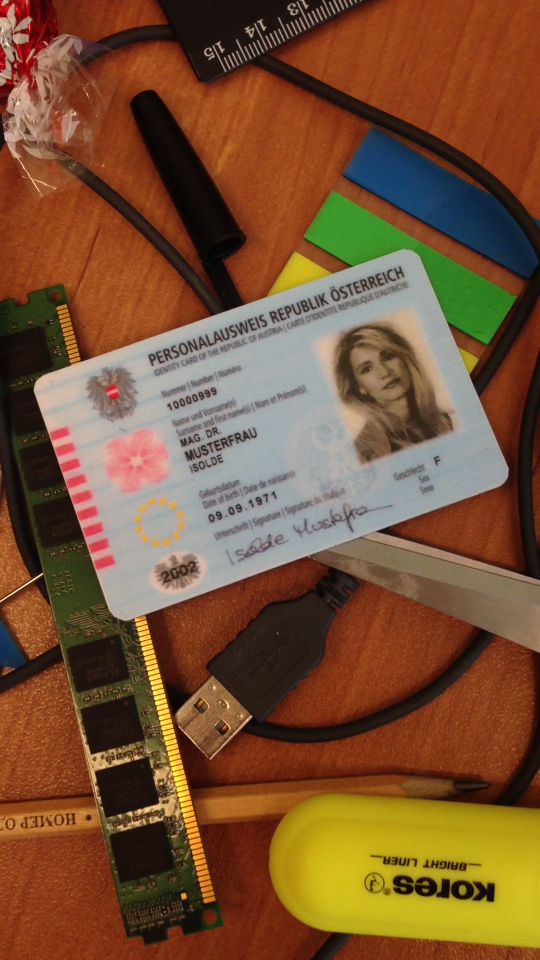 15 14 13
PERSONALAUSWEIS REPUBLIK ÖSTERREICH
IDENTITY CARD OF THE REPUBLIC OF AUSTRIA | CARTE D'IDENTITÉ REPUBLIQUE D'AUTRICHE
Nummer | Number | Numéro
10000999
Name und Vorname(n)
Surname and first name(s) | Nom et Prénom(s)
MAG. DR.
MUSTERFRAU
ISOLDE
Geburtsdatum
Date of birth | Date de naissance
09.09.1971
Geschlecht F
Sex
Sexe
Unterschrift | Signature | Signature du titulaire
Isolde Musterfrau
2002
HOMEP 07
Kores®
BRIGHT LINER